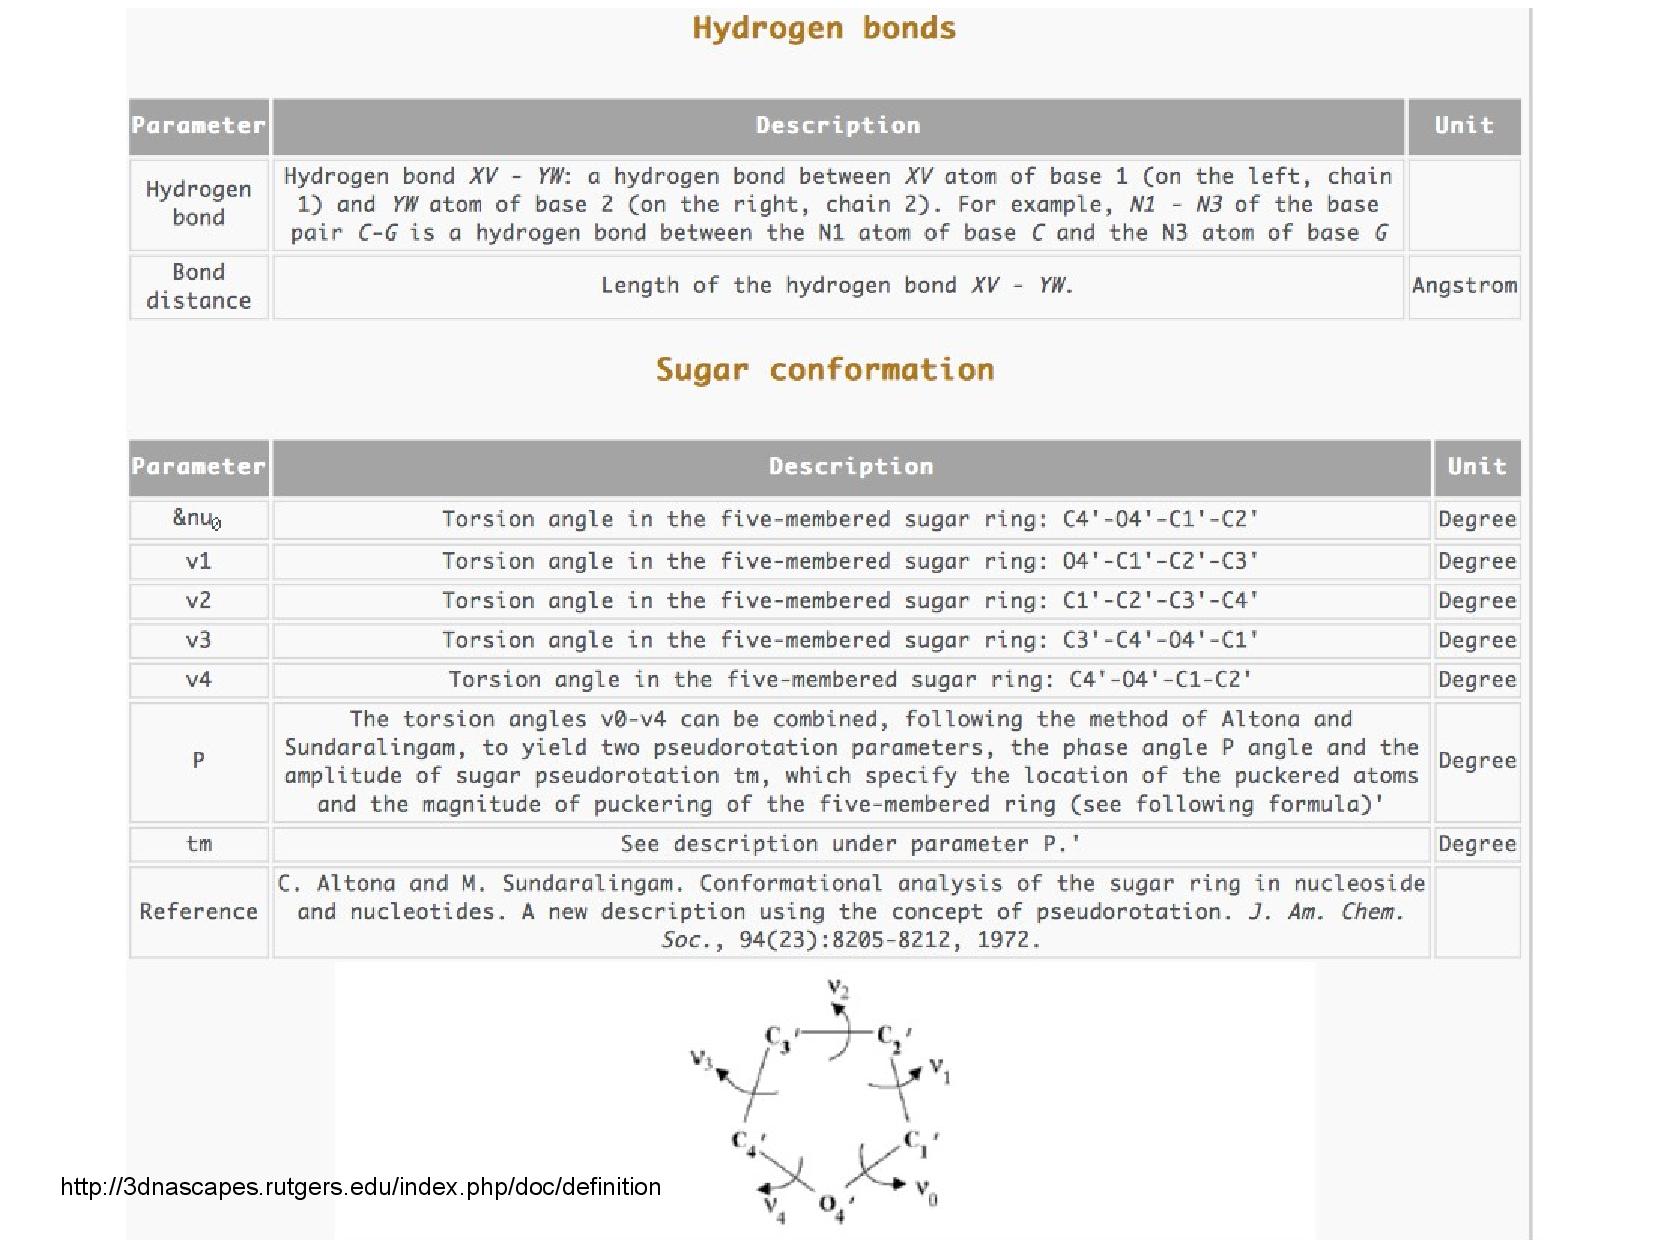 Hydrogen bonds
Parameter Description Unit
Hydrogen bond
Hydrogen bond XV - YW: a hydrogen bond between XV atom of base 1 (on the left, chain
1) and YW atom of base 2 (on the right, chain 2). For example, N1 - N3 of the base
pair C-G is a hydrogen bond between the N1 atom of base C and the N3 atom of base G
Bond distance
Length of the hydrogen bond XV - YW.
Angstrom
Sugar conformation
Parameter Description Unit
&nu0 Torsion angle in the five-membered sugar ring: C4'-O4'-C1'-C2' Degree
v1 Torsion angle in the five-membered sugar ring: O4'-C1'-C2'-C3' Degree
v2 Torsion angle in the five-membered sugar ring: C1'-C2'-C3'-C4' Degree
v3 Torsion angle in the five-membered sugar ring: C3'-C4'-O4'-C1' Degree
v4 Torsion angle in the five-membered sugar ring: C4'-O4'-C1-C2' Degree
P
The torsion angles v0-v4 can be combined, following the method of Altona and
Sundaralingam, to yield two pseudorotation parameters, the phase angle P angle and the
amplitude of sugar pseudorotation tm, which specify the location of the puckered atoms
and the magnitude of puckering of the five-membered ring (see following formula)'
Degree
tm See description under parameter P.' Degree
Reference
C. Altona and M. Sundaralingam. Conformational analysis of the sugar ring in nucleoside
and nucleotides. A new description using the concept of pseudorotation. J. Am. Chem.
Soc., 94(23):8205-8212, 1972.
ν2
C3' C2'
ν3 ν1
C4' C1'
ν4 O4' ν0
http://3dnascapes.rutgers.edu/index.php/doc/definition